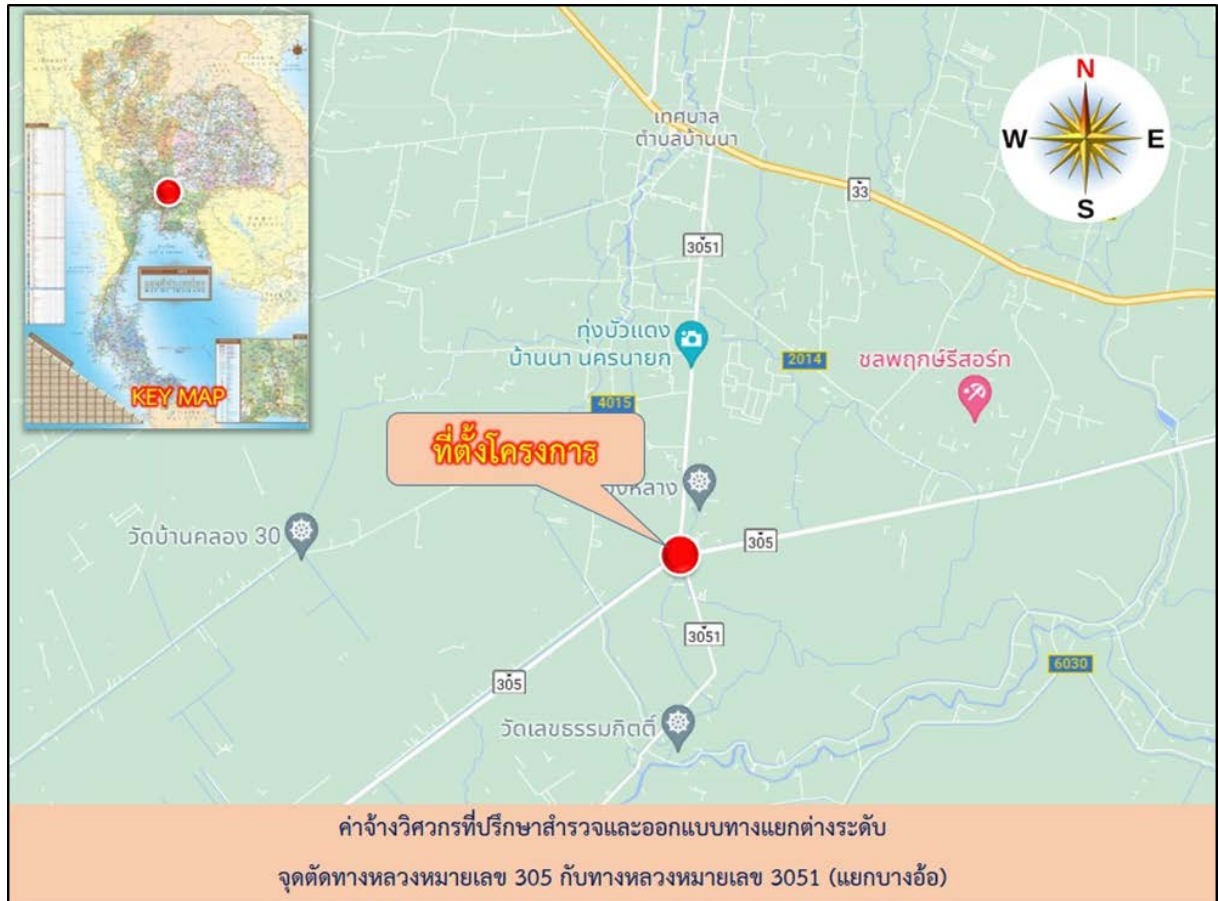 N
W
E
S
เทศบาล
ตำบลบ้านนา
33
3051
ทุ่งบัวแดง
บ้านนา นครนายก
2014
ชลพฤกษ์รีสอร์ท
KEY MAP
4015
ที่ตั้งโครงการ
วัดบ้านคลอง 30
305
3051
6030
305
วัดเลขธรรมกิตติ์
ค่าจ้างวิศวกรที่ปรึกษาสำรวจและออกแบบทางแยกต่างระดับ
จุดตัดทางหลวงหมายเลข 305 กับทางหลวงหมายเลข 3051 (แยกบางอ้อ)